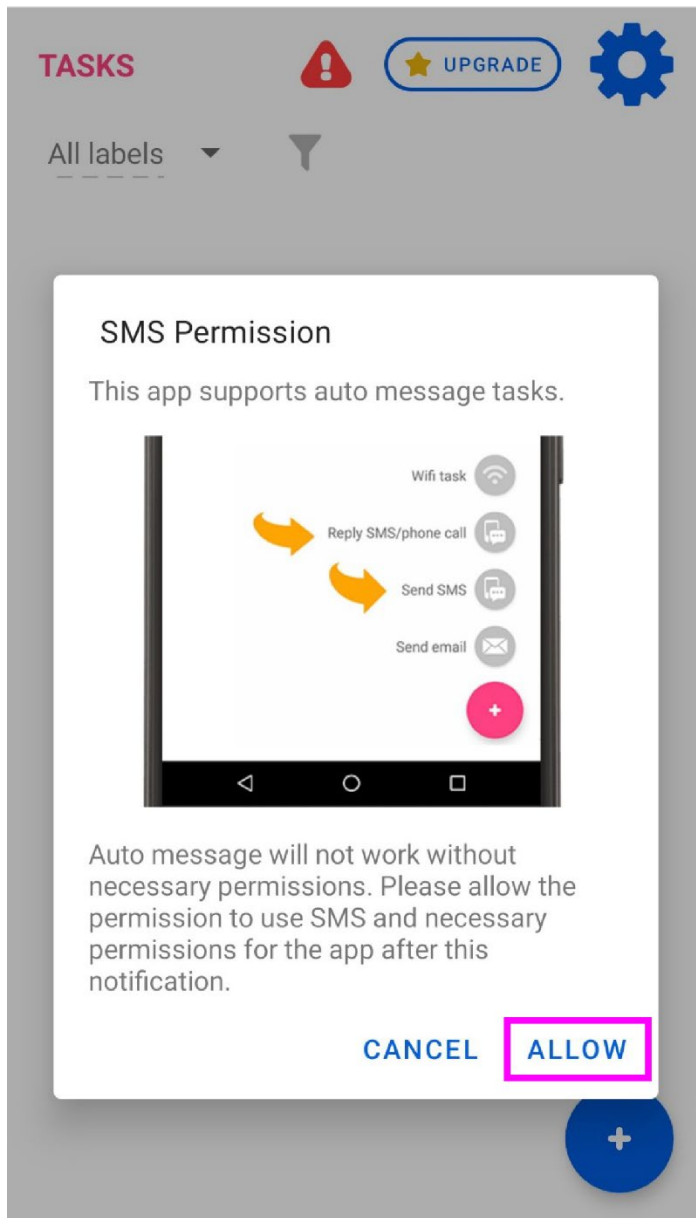 TASKS
UPGRADE
All labels
SMS Permission
This app supports auto message tasks.
Wifi task
Reply SMS/phone call
Send SMS
Send email
Auto message will not work without
necessary permissions. Please allow the
permission to use SMS and necessary
permissions for the app after this
notification.
CANCEL ALLOW